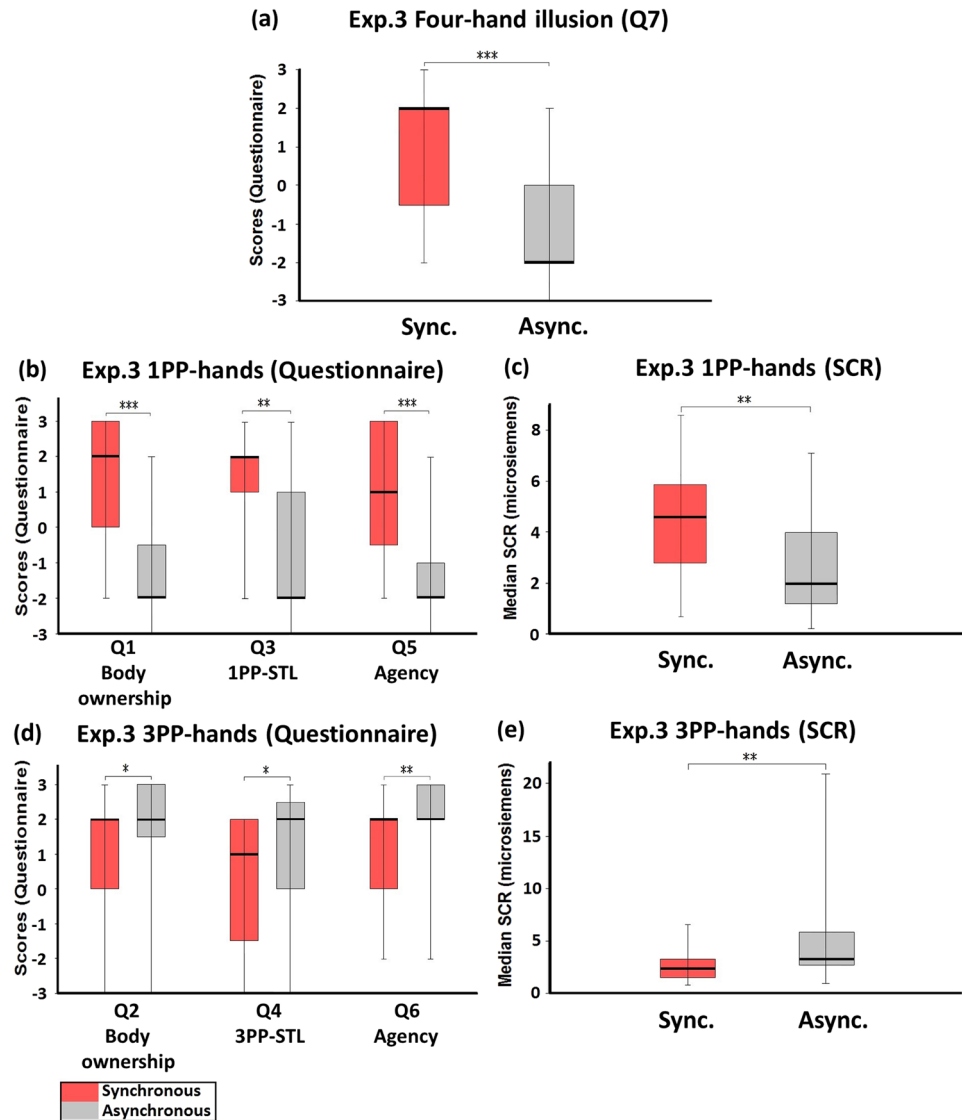 (a) Exp.3 Four-hand illusion (Q7)
Scores (Questionnaire)
3
2
1
0
-1
-2
-3
***
Sync. Async.
(b) Exp.3 1PP-hands (Questionnaire)
Scores (Questionnaire)
3
2
1
0
-1
-2
-3
*** ** ***
Q1 Q3 Q5
Body 1PP-STL Agency
ownership
(c) Exp.3 1PP-hands (SCR)
Median SCR (microsiemens)
8
6
4
2
0
**
Sync. Async.
(d) Exp.3 3PP-hands (Questionnaire)
Scores (Questionnaire)
3
2
1
0
-1
-2
-3
* * **
Q2 Q4 Q6
Body 3PP-STL Agency
ownership
(e) Exp.3 3PP-hands (SCR)
Median SCR (microsiemens)
20
15
10
5
0
**
Sync. Async.
Synchronous
Asynchronous